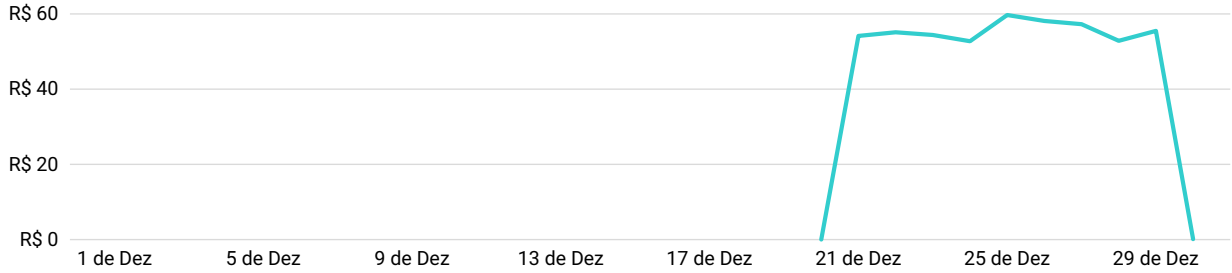 R$ 60
R$ 40
R$ 20
R$ 0
1 de Dez 5 de Dez 9 de Dez 13 de Dez 17 de Dez 21 de Dez 25 de Dez 29 de Dez